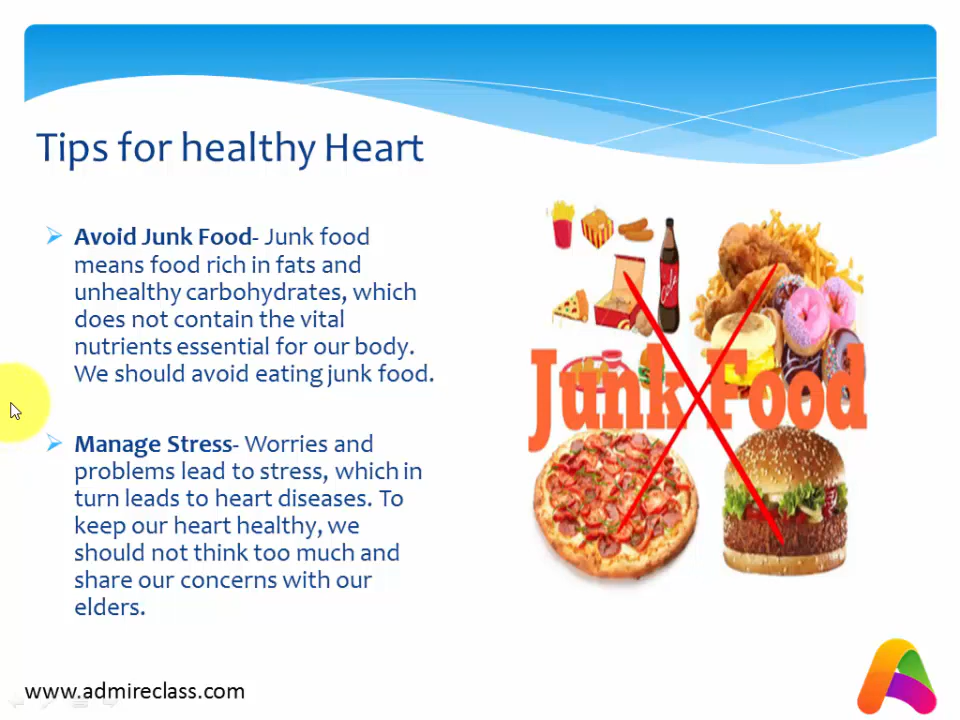 Tips for healthy Heart
Avoid Junk Food- Junk food
means food rich in fats and
unhealthy carbohydrates, which
does not contain the vital
nutrients essential for our body.
We should avoid eating junk food.
Manage Stress- Worries and
problems lead to stress, which in
turn leads to heart diseases. To
keep our heart healthy, we
should not think too much and
share our concerns with our
elders.
Junk Food
www.admireclass.com